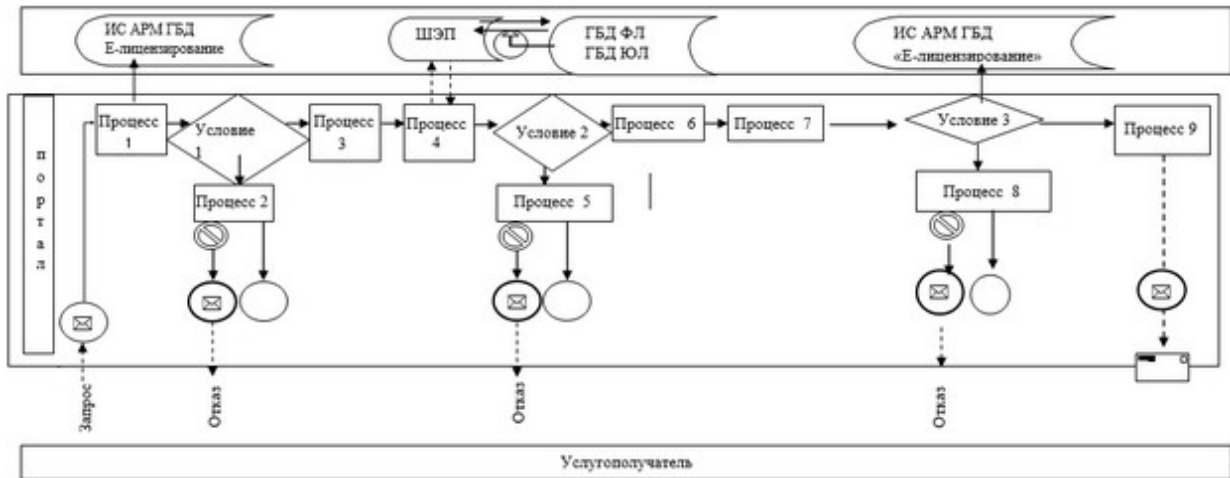 ИС АРМ ГБД
Е-лицензирование
ШЭП
ГБД ФЛ
ГБД ЮЛ
ИС АРМ ГБД
«Е-лицензирование»
портал
Процесс
1
Условие
1
Процесс
3
Процесс
4
Условие 2
Процесс 6
Процесс 7
Условие 3
Процесс 9
Процесс 2
Процесс 5
Процесс 8
Запрос
Отказ
Отказ
Отказ
Услугополучатель